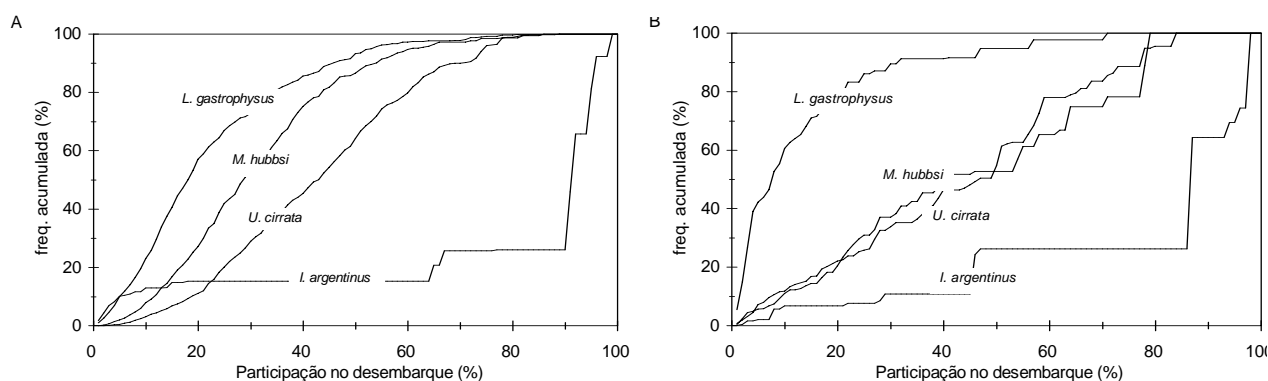 A
freq. acumulada (%)
100
80
60
40
20
0
L. gastrophysus
M. hubbsi
U. cirrata
I. argentinus
0 20 40 60 80 100
Participação no desembarque (%)
B
freq. acumulada (%)
100
80
60
40
20
0
L. gastrophysus
M. hubbsi
U. cirrata
I. argentinus
0 20 40 60 80 100
Participação no desembarque (%)